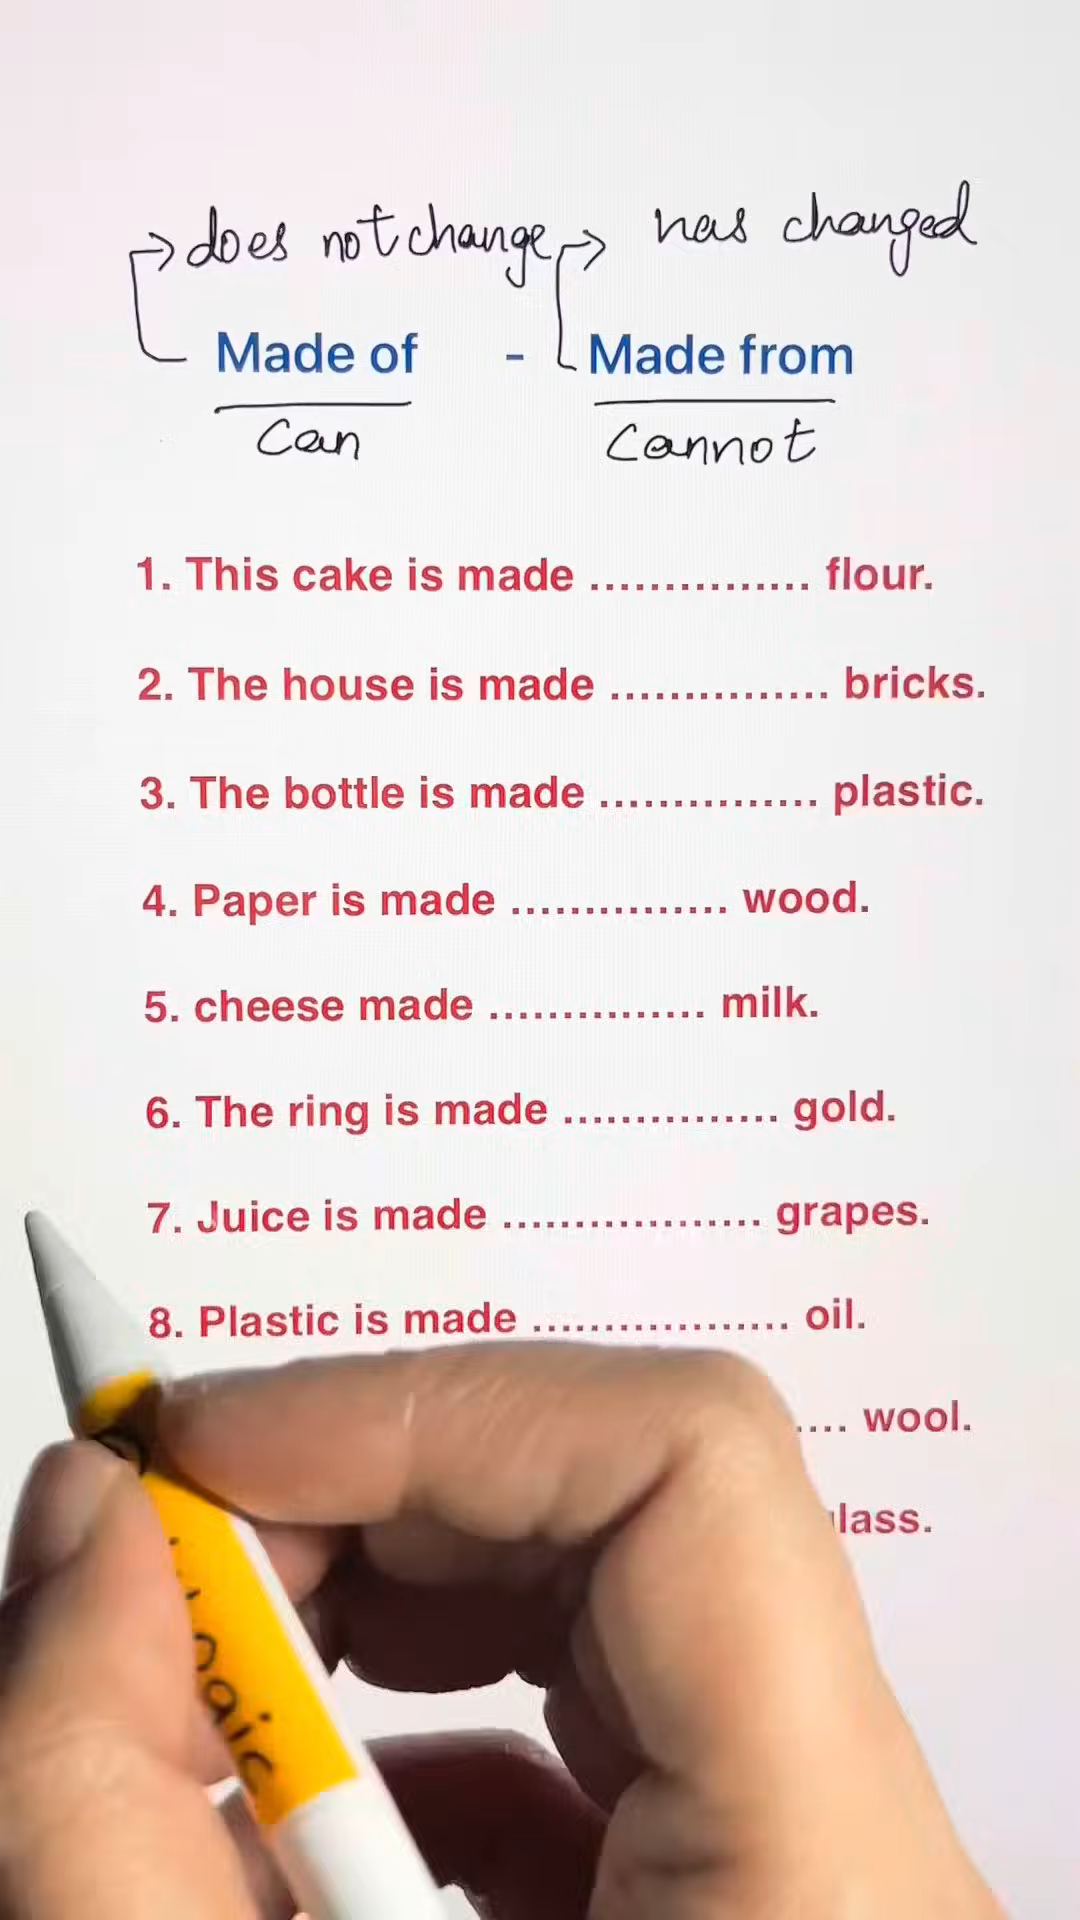 does not change has changed
Made of - Made from
Can Cannot
1. This cake is made ............... flour.
2. The house is made ............... bricks.
3. The bottle is made ............... plastic.
4. Paper is made ............... wood.
5. cheese made ............... milk.
6. The ring is made ............... gold.
7. Juice is made .................. grapes.
8. Plastic is made .................. oil.
.... wool.